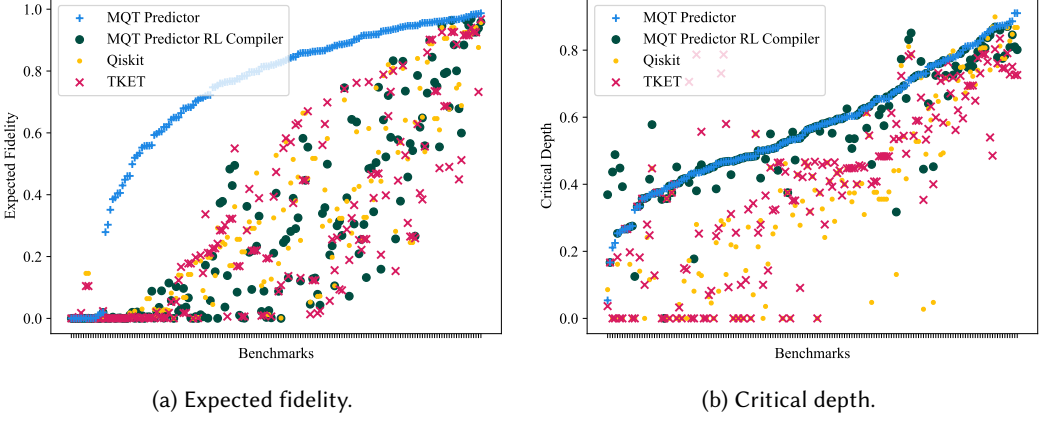 1.0
0.8
0.6
0.4
0.2
0.0
Expected Fidelity
Benchmarks
MQT Predictor
MQT Predictor RL Compiler
Qiskit
TKET
(a) Expected fidelity.
0.8
0.6
0.4
0.2
0.0
Critical Depth
Benchmarks
MQT Predictor
MQT Predictor RL Compiler
Qiskit
TKET
(b) Critical depth.